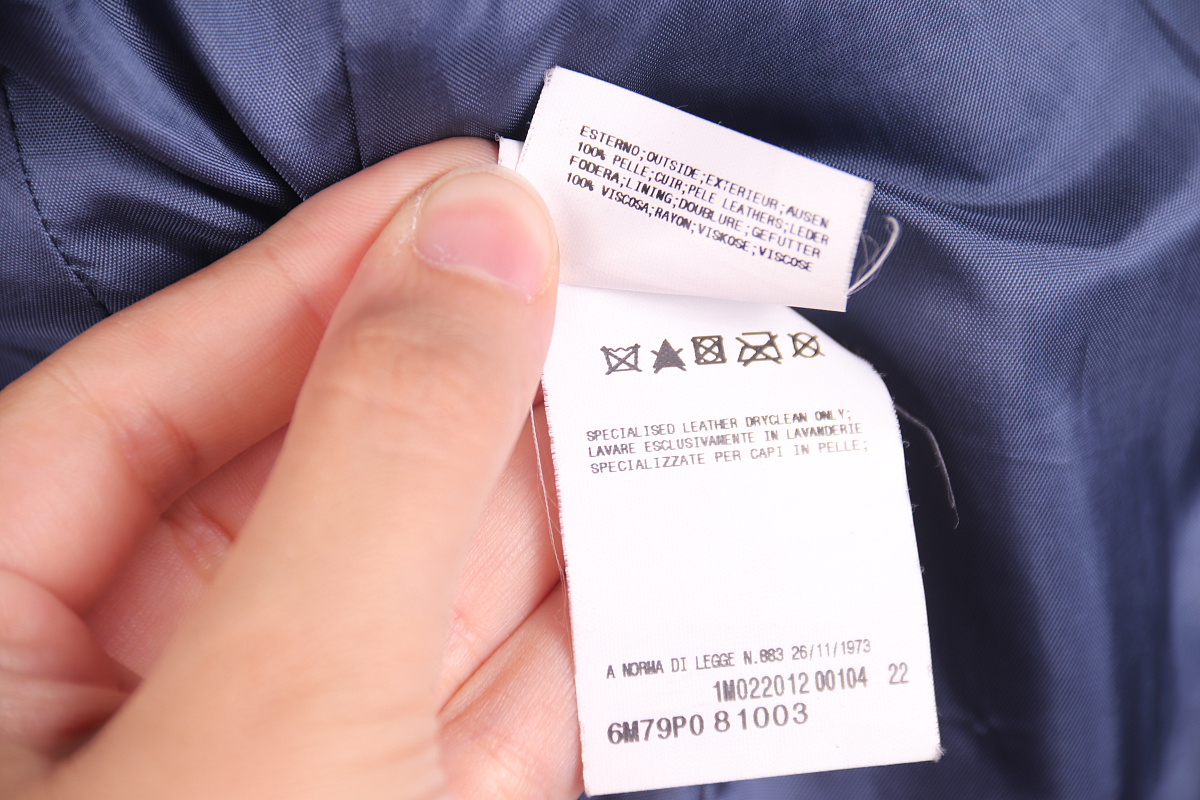 ESTERNO;OUTSIDE;EXTERIEUR;AUSEN
100% PELLE;CUIR;PELE LEATHERS;LEDER
FODERA;LINING;DOUBLURE;GEFUTTER
100% VISCOSA;RAYON;VISKOSE;VISCOSE
SPECIALISED LEATHER DRYCLEAN ONLY;
LAVARE ESCLUSIVAMENTE IN LAVANDERIE
SPECIALIZZATE PER CAPI IN PELLE;
A NORMA DI LEGGE N.883 26/11/1973
1M022012 00104 22
6M79P0 81003